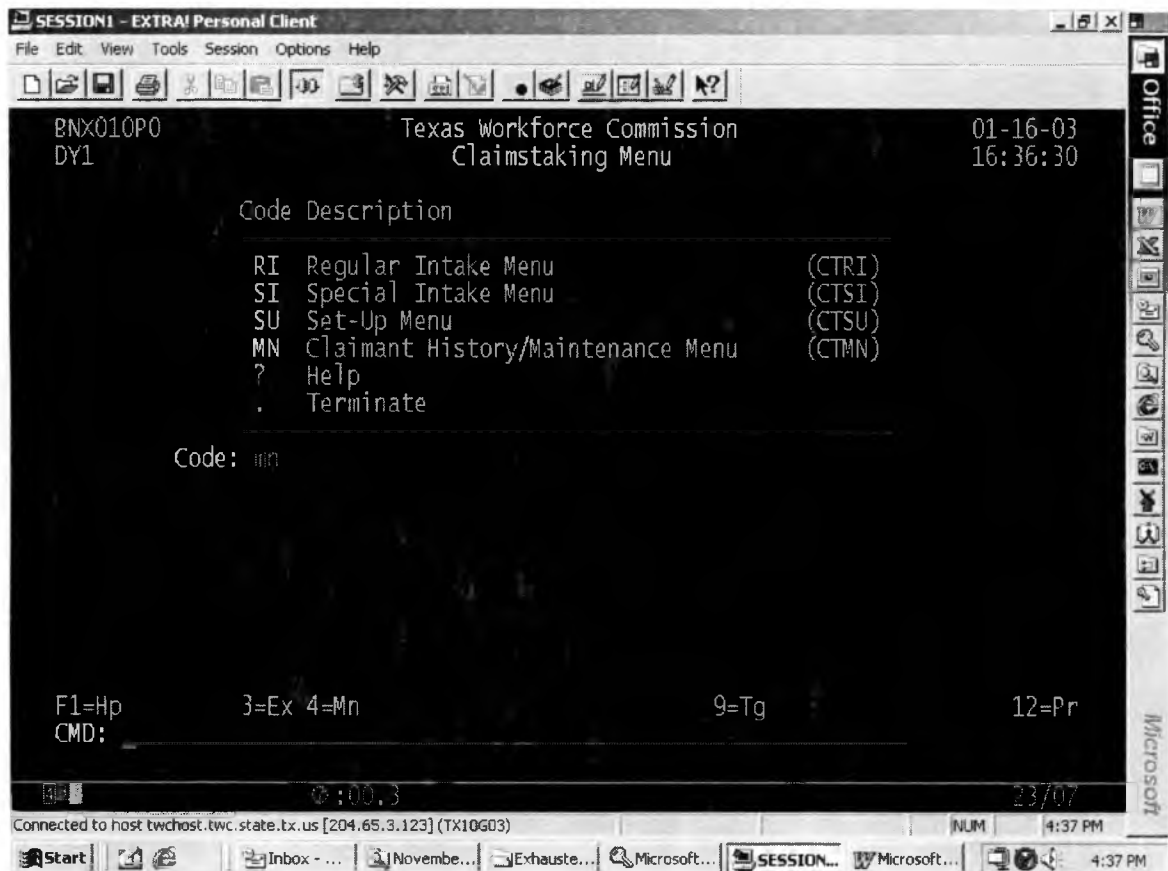 SESSION1 - EXTRA! Personal Client
File Edit View Tools Session Options Help
Office
BNX010P0 Texas Workforce Commission 01-16-03
DY1 Claimstaking Menu 16:36:30
Code Description
RI Regular Intake Menu (CTRI)
SI Special Intake Menu (CTSI)
SU Set-Up Menu (CTSU)
MN Claimant History/Maintenance Menu (CTMN)
? Help
. Terminate
Code: mn
F1=Hp 3=Ex 4=Mn 9=Tg 12=Pr
CMD:
:00.3 23/07
Microsoft
Connected to host twchost.twc.state.tx.us [204.65.3.123] (TX10G03) NUM 4:37 PM
Start Inbox - ... Novembe... Exhauste... Microsoft... SESSION... Microsoft... 4:37 PM